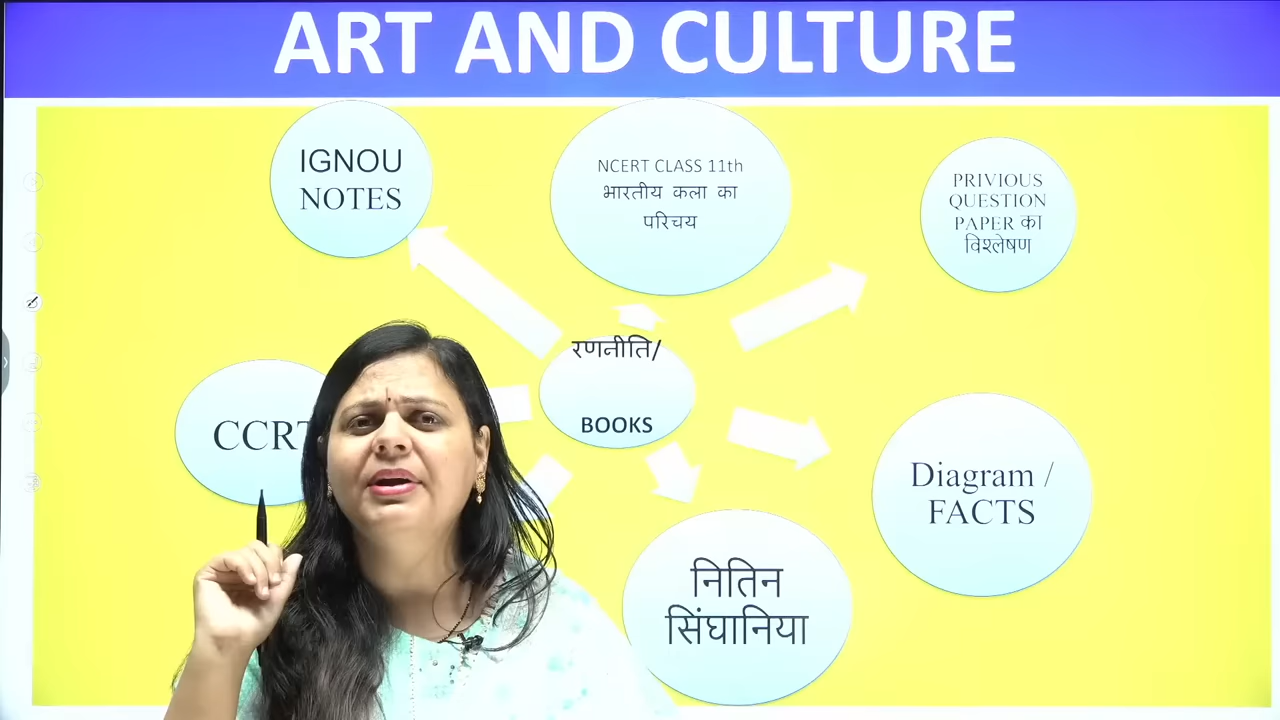 ART AND CULTURE
IGNOU
NOTES
NCERT CLASS 11th
भारतीय कला का
परिचय
PRIVIOUS
QUESTION
PAPER का
विश्लेषण
रणनीति/
BOOKS
CCRT
Diagram /
FACTS
नितिन
सिंघानिया